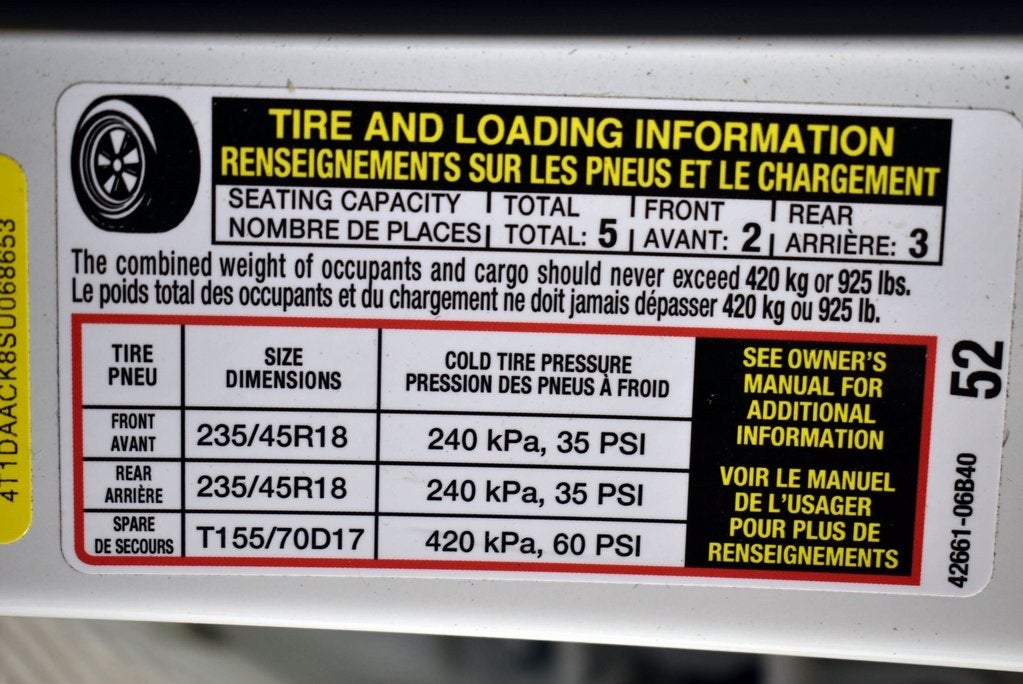 TIRE AND LOADING INFORMATION
RENSEIGNEMENTS SUR LES PNEUS ET LE CHARGEMENT
SEATING CAPACITY TOTAL FRONT REAR
NOMBRE DE PLACES TOTAL: 5 AVANT: 2 ARRIÈRE: 3
The combined weight of occupants and cargo should never exceed 420 kg or 925 lbs.
Le poids total des occupants et du chargement ne doit jamais dépasser 420 kg ou 925 lb.
TIRE
PNEU
SIZE
DIMENSIONS
COLD TIRE PRESSURE
PRESSION DES PNEUS À FROID
FRONT
AVANT
235/45R18
240 kPa, 35 PSI
REAR
ARRIÈRE
235/45R18
240 kPa, 35 PSI
SPARE
DE SECOURS
T155/70D17
420 kPa, 60 PSI
SEE OWNER'S
MANUAL FOR
ADDITIONAL
INFORMATION
VOIR LE MANUEL
DE L'USAGER
POUR PLUS DE
RENSEIGNEMENTS
52
42661-06B40
4T1DAACK8SU068653